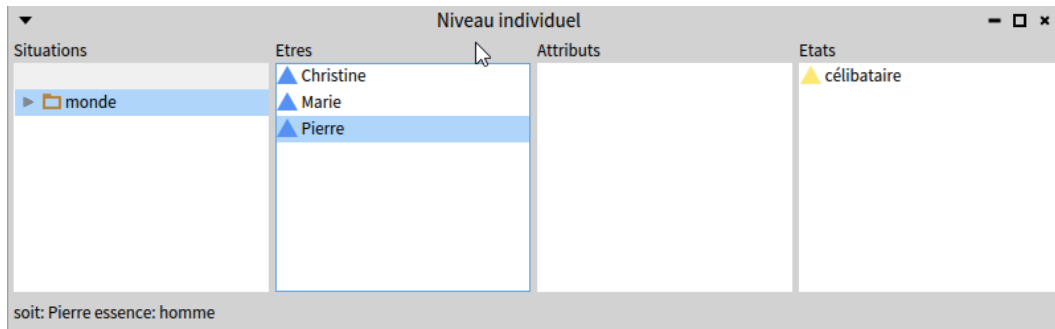 Niveau individuel
Situations Etres Attributs Etats
monde
Christine
Marie
Pierre
célibataire
soit: Pierre essence: homme